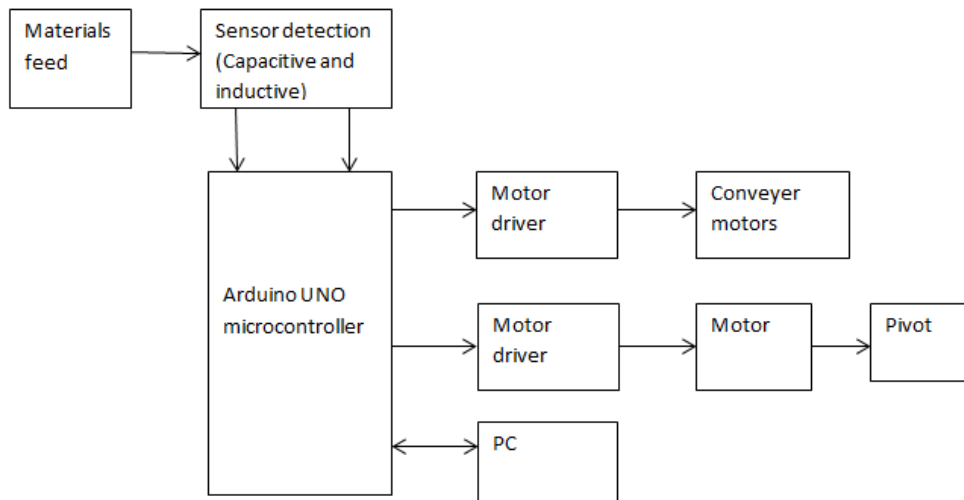 Materials
feed
Sensor detection
(Capacitive and
inductive)
Motor
driver
Conveyer
motors
Arduino UNO
microcontroller
Motor
driver
Motor
Pivot
PC